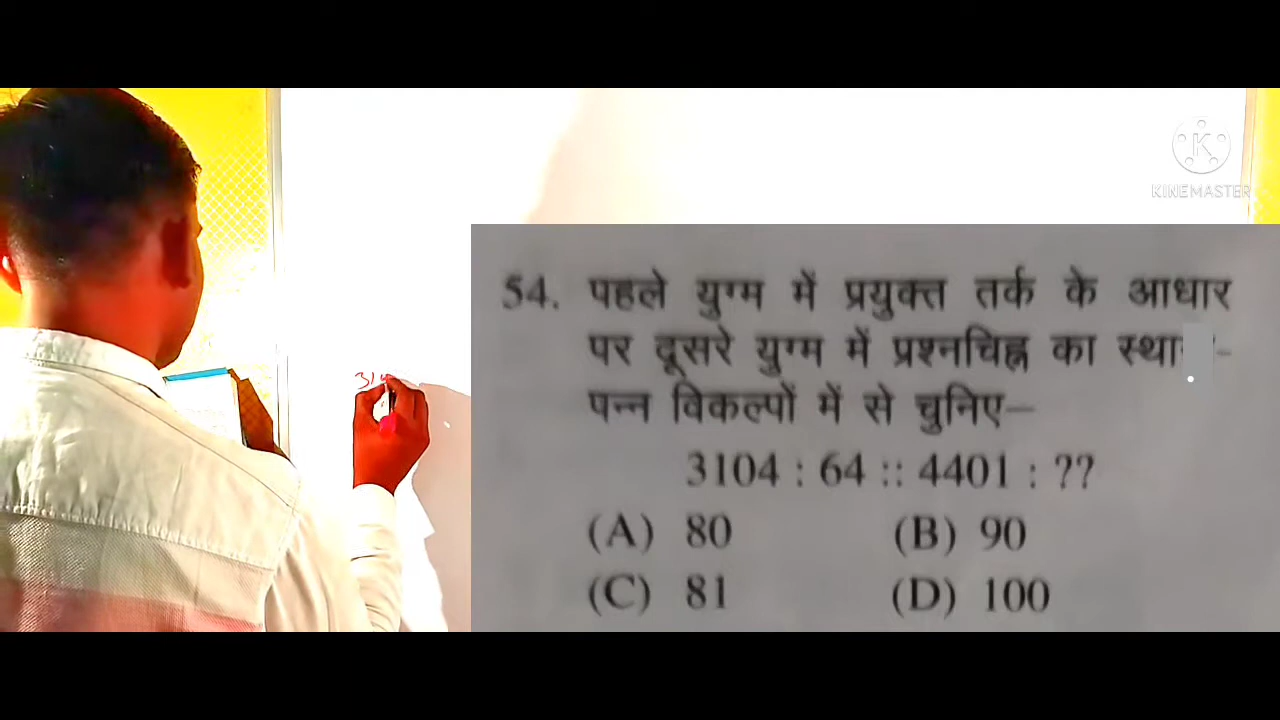 KINEMASTER
54. पहले युग्म में प्रयुक्त तर्क के आधार
पर दूसरे युग्म में प्रश्नचिह्न का
पन्न विकल्पों में से चुनिए–
3104 : 64 :: 4401 : ??
(A) 80 (B) 90
(C) 81 (D) 100